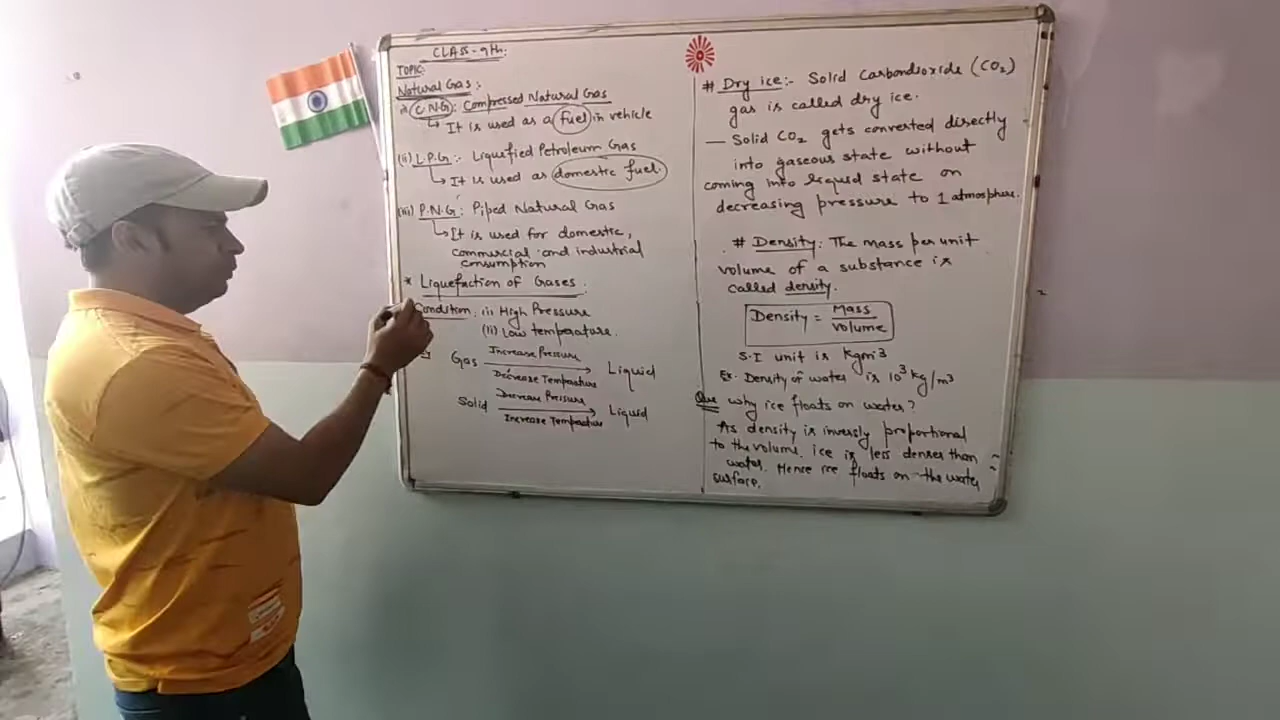 CLASS-9th:
TOPIC:
Natural Gas:
(i) C.N.G: Compressed Natural Gas
↳ It is used as a fuel in vehicle
(ii) L.P.G:- Liquefied Petroleum Gas
↳ It is used as domestic fuel.
(iii) P.N.G: Piped Natural Gas
↳ It is used for domestic,
commercial and industrial
consumption
* Liquefaction of Gases.
Condition: (i) High Pressure
(ii) Low temperature.
Gas Increase Pressure → Liquid
Decrease Temperature
Solid Decrease Pressure → Liquid
Increase Temperature
# Dry ice:- Solid Carbondioxide (CO₂)
gas is called dry ice.
— Solid CO₂ gets converted directly
into gaseous state without
coming into liquid state on
decreasing pressure to 1 atmosphere.
# Density: The mass per unit
volume of a substance is
called density.
Density = Mass / Volume
S.I unit is kgm⁻³
Ex. Density of water is 10³ kg/m³
Que why ice floats on water?
As density is inversly proportional
to the volume. ice is less denser than
water. Hence ice floats on the water
surface.